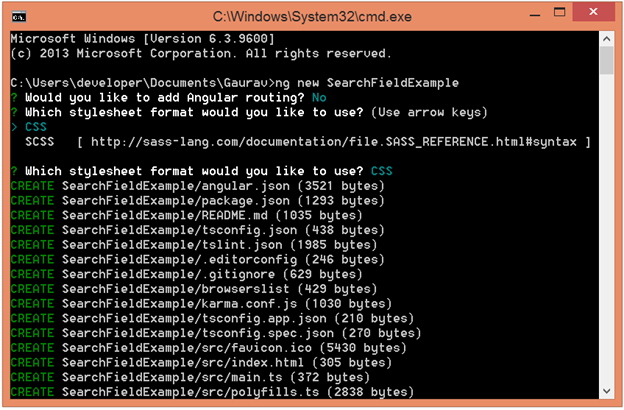 C:\Windows\System32\cmd.exe
Microsoft Windows [Version 6.3.9600]
(c) 2013 Microsoft Corporation. All rights reserved.
C:\Users\developer\Documents\Gaurav>ng new SearchFieldExample
? Would you like to add Angular routing? No
? Which stylesheet format would you like to use? (Use arrow keys)
> CSS
SCSS [ http://sass-lang.com/documentation/file.SASS_REFERENCE.html#syntax ]
? Which stylesheet format would you like to use? CSS
CREATE SearchFieldExample/angular.json (3521 bytes)
CREATE SearchFieldExample/package.json (1293 bytes)
CREATE SearchFieldExample/README.md (1035 bytes)
CREATE SearchFieldExample/tsconfig.json (438 bytes)
CREATE SearchFieldExample/tslint.json (1985 bytes)
CREATE SearchFieldExample/.editorconfig (246 bytes)
CREATE SearchFieldExample/.gitignore (629 bytes)
CREATE SearchFieldExample/browserslist (429 bytes)
CREATE SearchFieldExample/karma.conf.js (1030 bytes)
CREATE SearchFieldExample/tsconfig.app.json (210 bytes)
CREATE SearchFieldExample/tsconfig.spec.json (270 bytes)
CREATE SearchFieldExample/src/favicon.ico (5430 bytes)
CREATE SearchFieldExample/src/index.html (305 bytes)
CREATE SearchFieldExample/src/main.ts (372 bytes)
CREATE SearchFieldExample/src/polyfills.ts (2838 bytes)